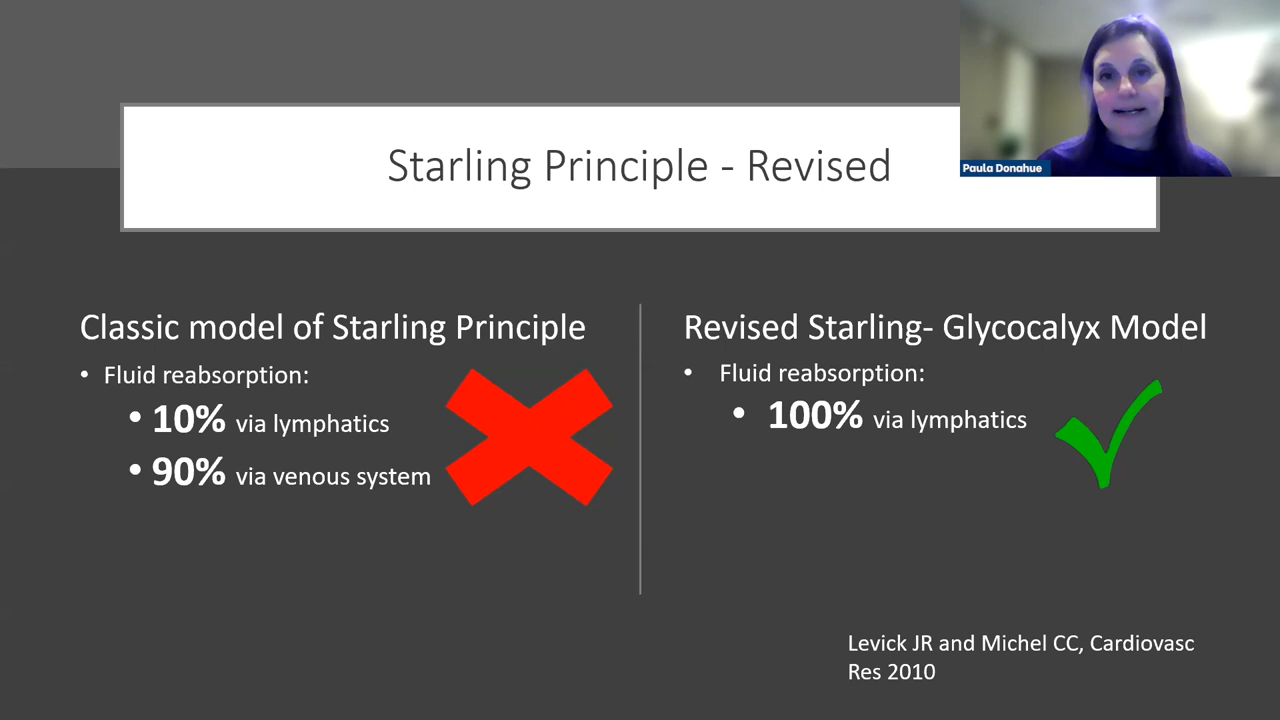 Paula Donahue
Starling Principle - Revised
Classic model of Starling Principle
• Fluid reabsorption:
• 10% via lymphatics
• 90% via venous system
Revised Starling- Glycocalyx Model
• Fluid reabsorption:
• 100% via lymphatics
Levick JR and Michel CC, Cardiovasc
Res 2010